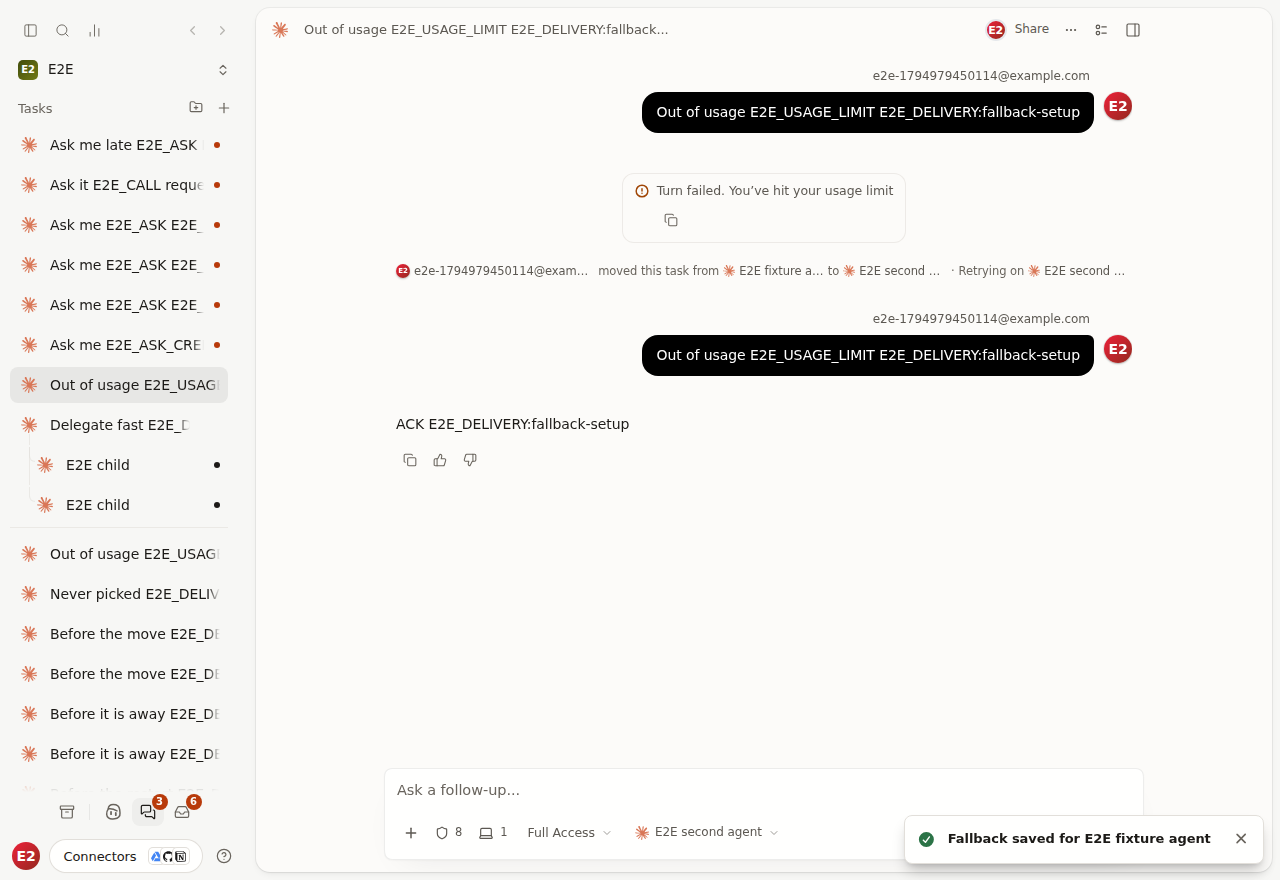 E2 E2E
Tasks
Ask me late E2E_ASK
Ask it E2E_CALL reque
Ask me E2E_ASK E2E_
Ask me E2E_ASK E2E_
Ask me E2E_ASK E2E_
Ask me E2E_ASK_CRE
Out of usage E2E_USAG
Delegate fast E2E_D
E2E child
E2E child
Out of usage E2E_USAG
Never picked E2E_DELIV
Before the move E2E_DE
Before the move E2E_DE
Before it is away E2E_DE
Before it is away E2E_DE
3 6
E2 Connectors
Out of usage E2E_USAGE_LIMIT E2E_DELIVERY:fallback...
E2 Share
e2e-1794979450114@example.com
Out of usage E2E_USAGE_LIMIT E2E_DELIVERY:fallback-setup
E2
Turn failed. You’ve hit your usage limit
E2 e2e-1794979450114@exam... moved this task from E2E fixture a... to E2E second ... · Retrying on E2E second ...
e2e-1794979450114@example.com
Out of usage E2E_USAGE_LIMIT E2E_DELIVERY:fallback-setup
E2
ACK E2E_DELIVERY:fallback-setup
Ask a follow-up...
8 1 Full Access E2E second agent
Fallback saved for E2E fixture agent